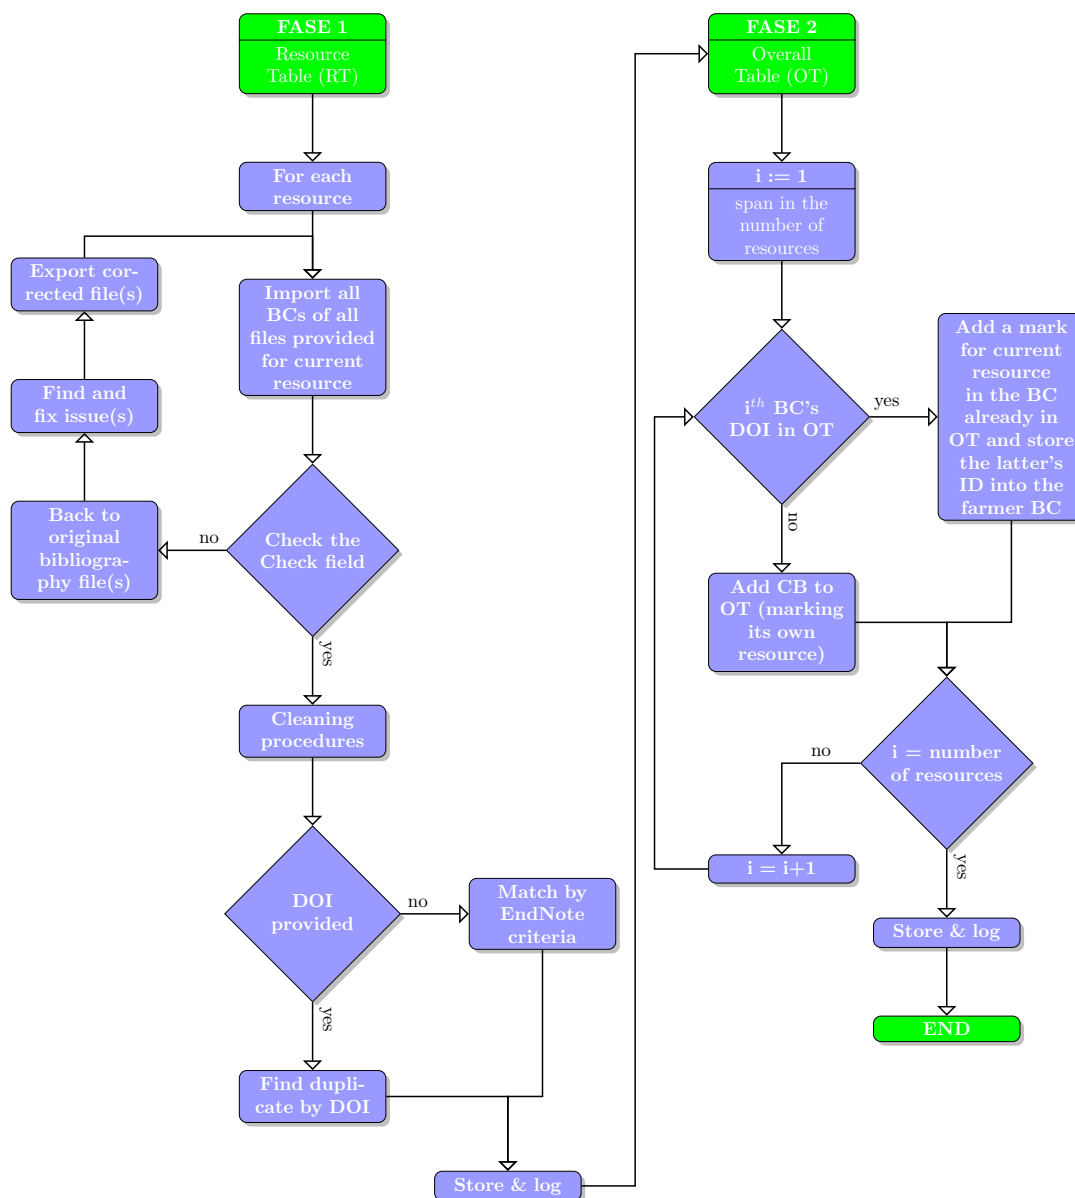 FASE 1
Resource
Table (RT)
For each
resource
Export cor-
rected file(s)
Import all
BCs of all
files provided
for current
resource
Find and
fix issue(s)
Back to
original
bibliogra-
phy file(s)
no
Check the
Check field
yes
Cleaning
procedures
DOI
provided
no
Match by
EndNote
criteria
yes
Find dupli-
cate by DOI
Store & log
FASE 2
Overall
Table (OT)
i := 1
span in the
number of
resources
i^th BC's
DOI in OT
yes
Add a mark
for current
resource
in the BC
already in
OT and store
the latter's
ID into the
farmer BC
no
Add CB to
OT (marking
its own
resource)
i = number
of resources
no
i = i+1
yes
Store & log
END